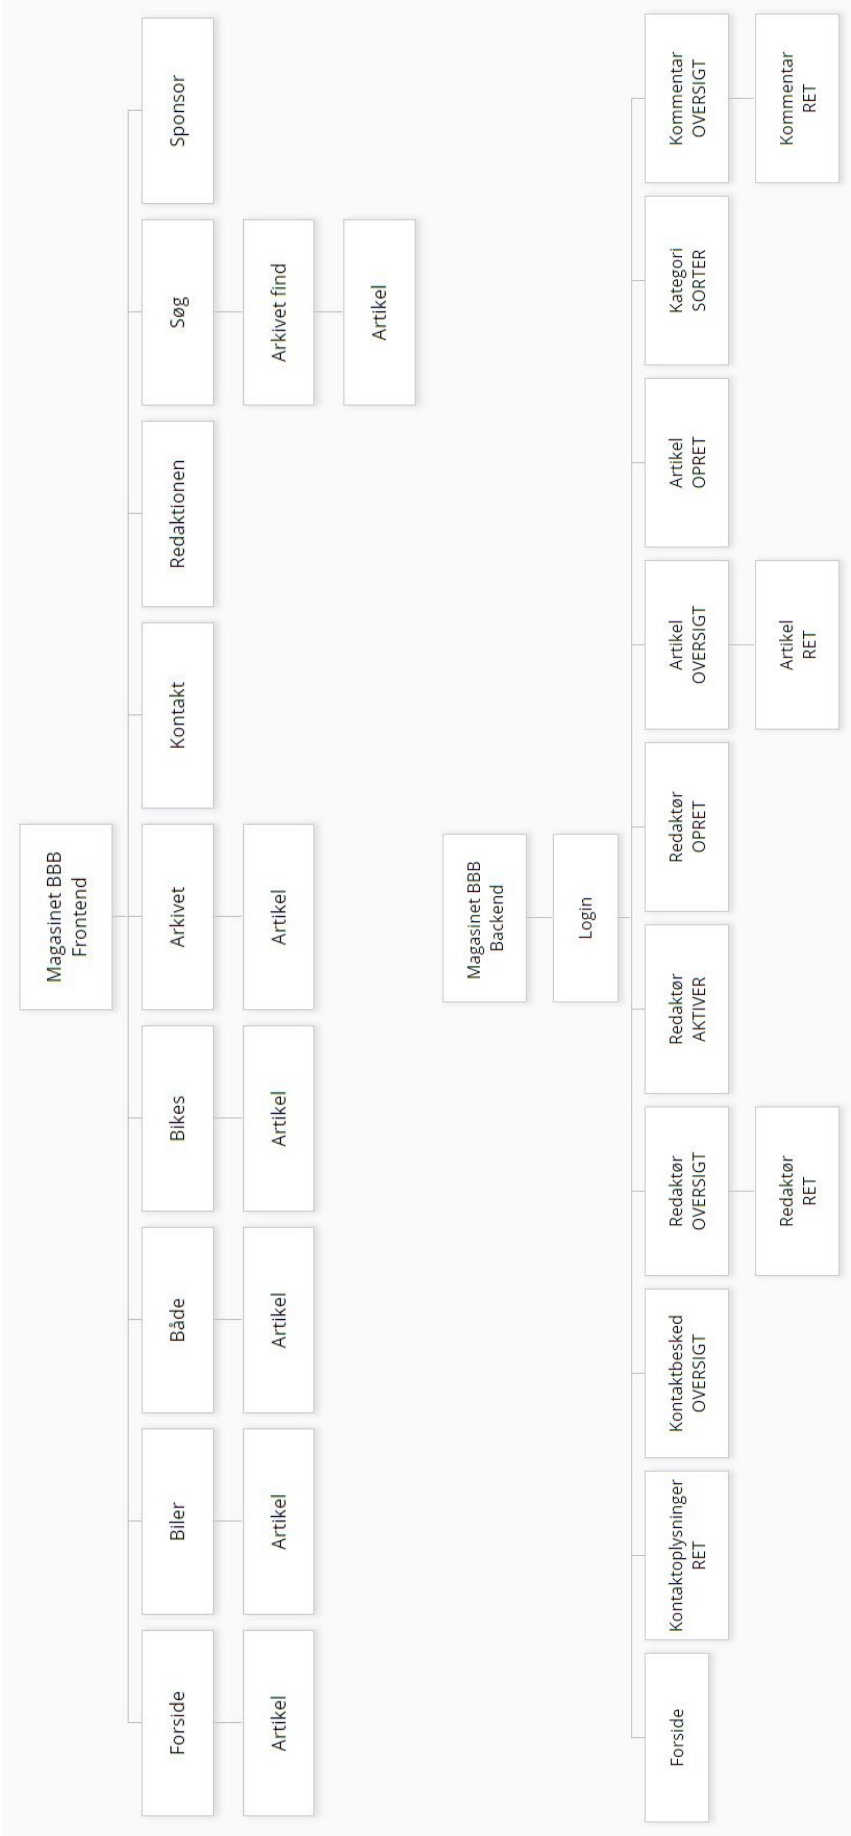 Magasinet BBB
Frontend
Forside
Biler
Både
Bikes
Arkivet
Kontakt
Redaktionen
Søg
Sponsor
Artikel
Artikel
Artikel
Artikel
Artikel
Arkivet find
Artikel
Magasinet BBB
Backend
Login
Forside
Kontaktoplysninger
RET
Kontaktbesked
OVERSIGT
Redaktør
OVERSIGT
Redaktør
AKTIVER
Redaktør
OPRET
Artikel
OVERSIGT
Artikel
OPRET
Kategori
SORTER
Kommentar
OVERSIGT
Redaktør
RET
Artikel
RET
Kommentar
RET